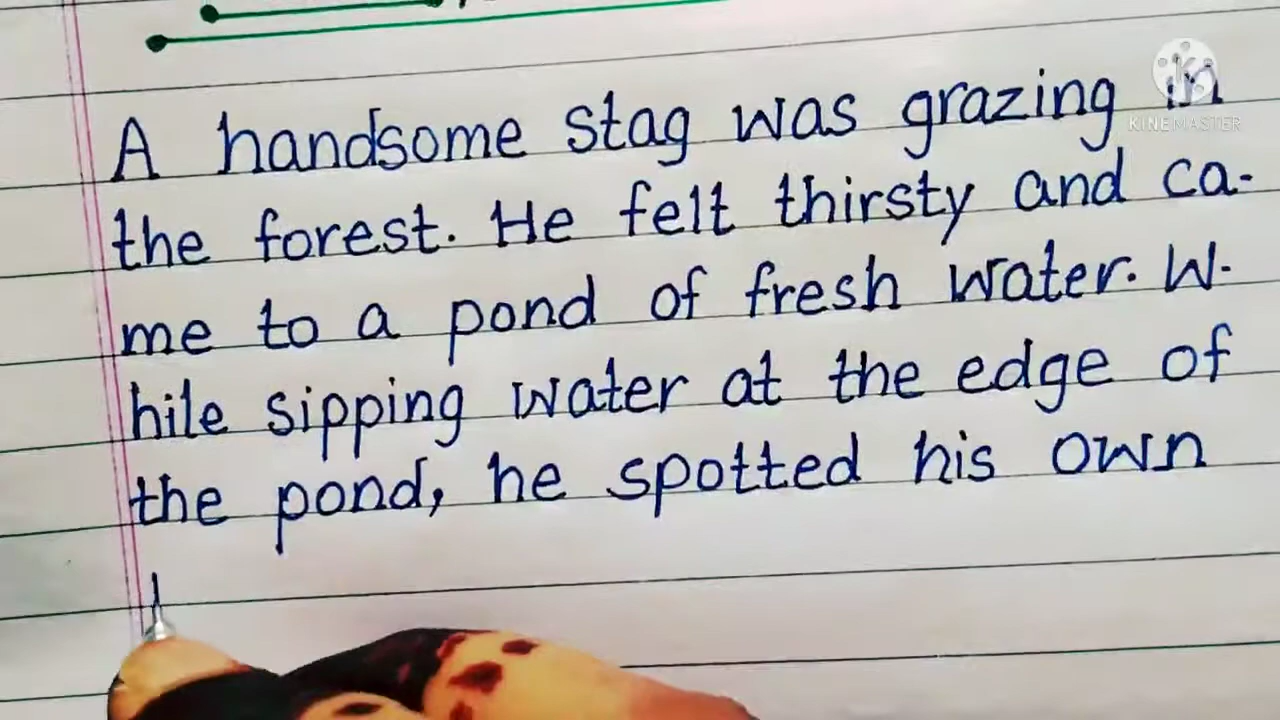 A handsome stag was grazing in
KINEMASTER
the forest. He felt thirsty and ca-
me to a pond of fresh water. W-
hile sipping water at the edge of
the pond, he spotted his own